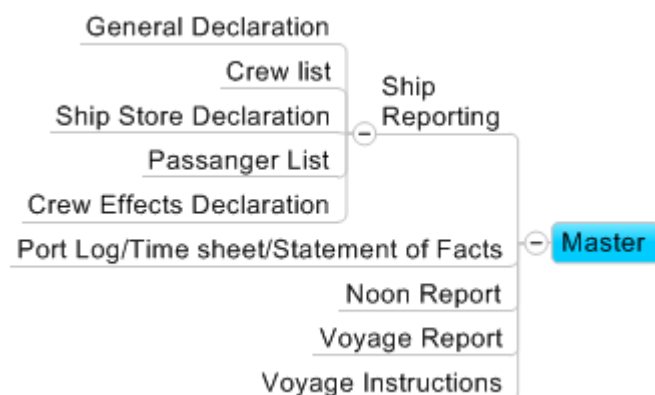 General Declaration
Crew list
Ship Store Declaration
Passanger List
Crew Effects Declaration
Ship
Reporting
Port Log/Time sheet/Statement of Facts
Noon Report
Voyage Report
Voyage Instructions
Master